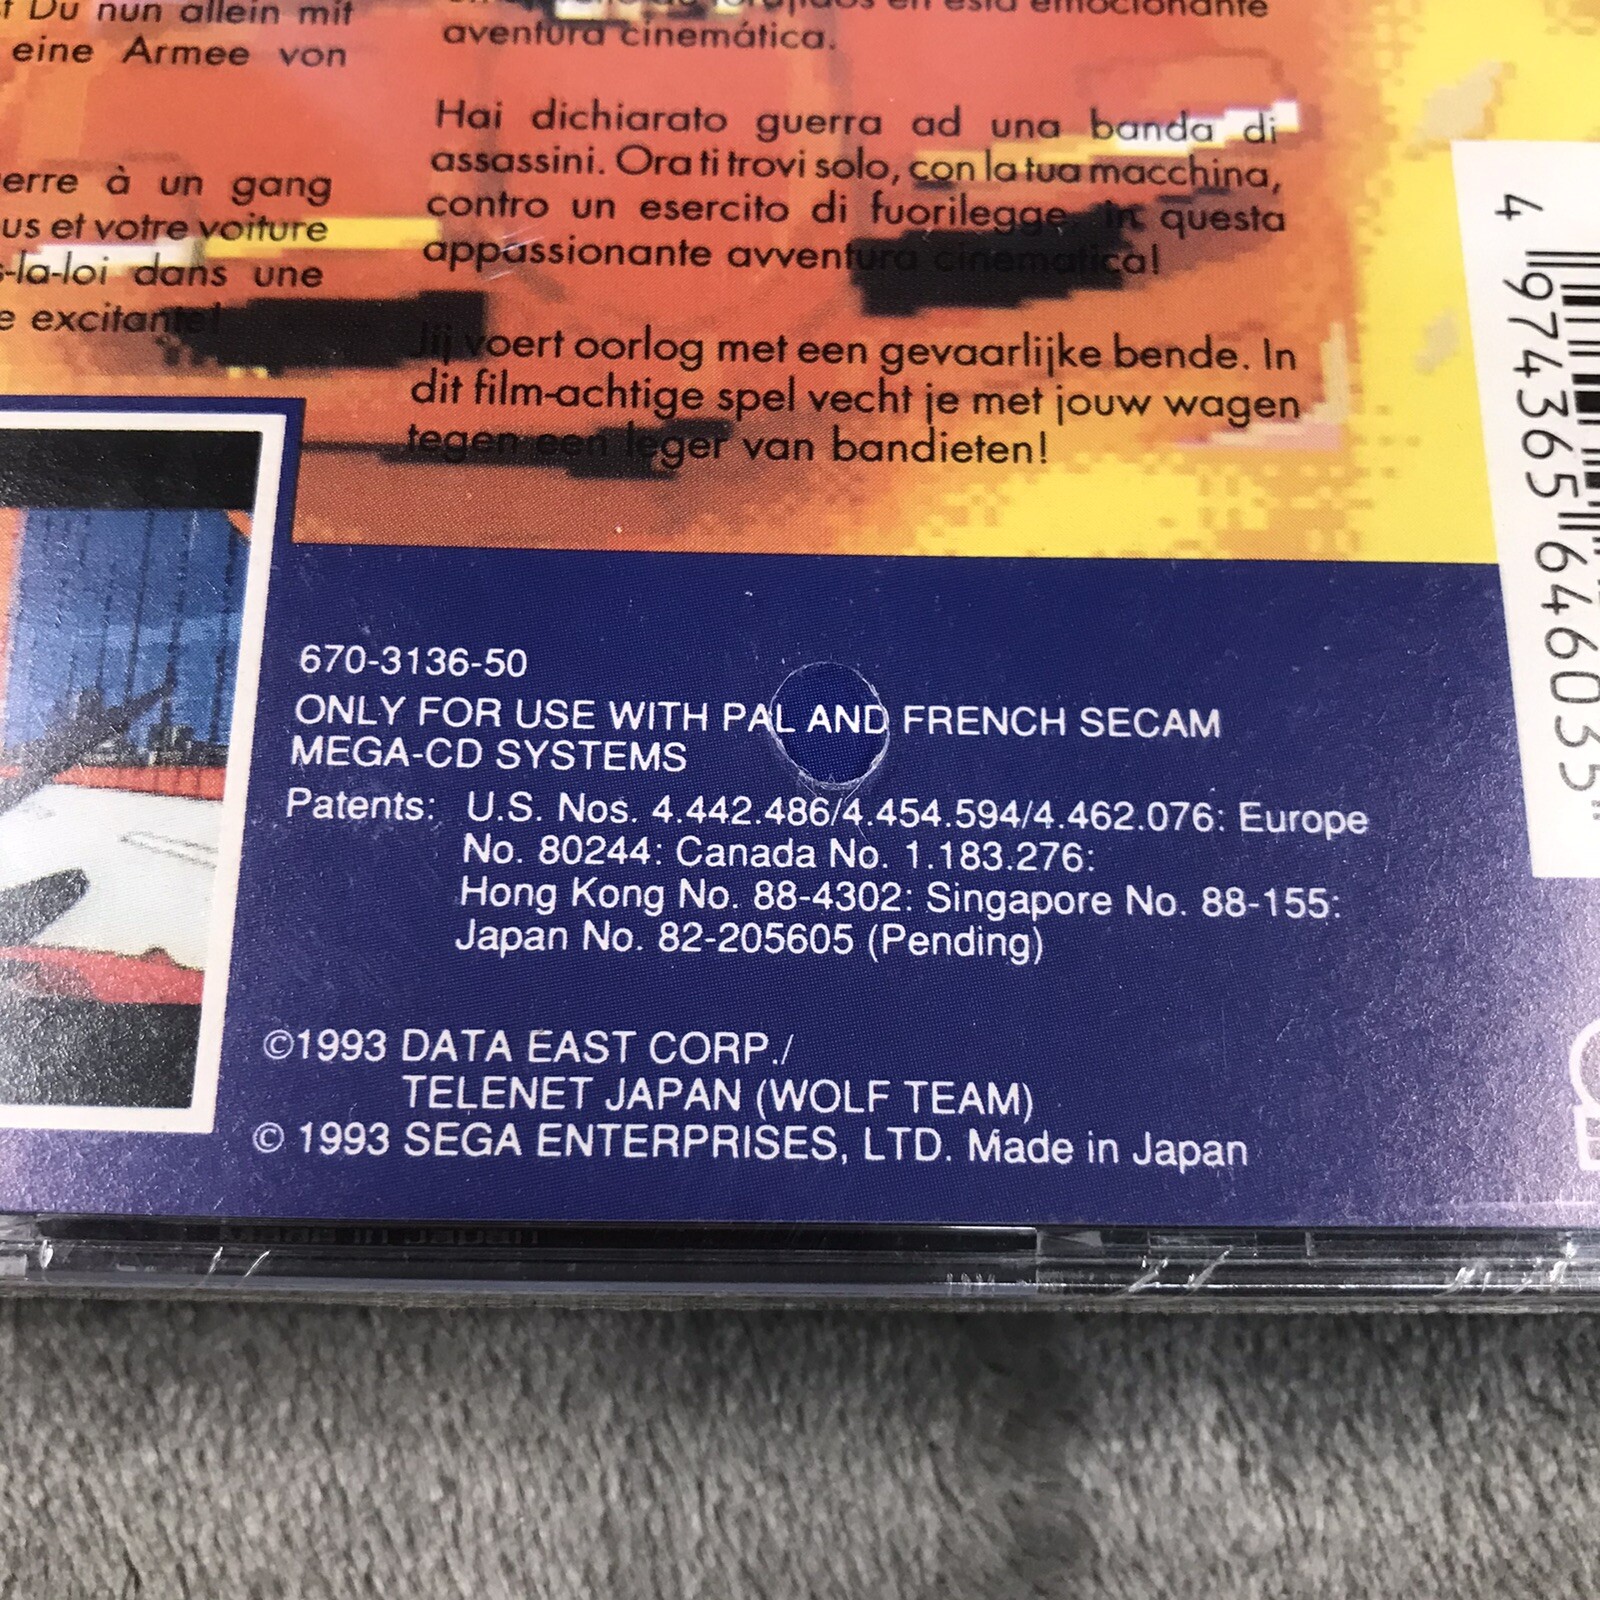 Du nun allein mit
eine Armee von
erre à un gang
us et votre voiture
s-la-loi dans une
e excitante!
en esta emocionante
aventura cinemática.
Hai dichiarato guerra ad una banda di
assassini. Ora ti trovi solo, con la tua macchina,
contro un esercito di fuorilegge in questa
appassionante avventura cinematica!
Jij voert oorlog met een gevaarlijke bende. In
dit film-achtige spel vecht je met jouw wagen
tegen een leger van bandieten!
4 974365 646035
670-3136-50
ONLY FOR USE WITH PAL AND FRENCH SECAM
MEGA-CD SYSTEMS
Patents: U.S. Nos. 4.442.486/4.454.594/4.462.076: Europe
No. 80244: Canada No. 1.183.276:
Hong Kong No. 88-4302: Singapore No. 88-155:
Japan No. 82-205605 (Pending)
©1993 DATA EAST CORP./
TELENET JAPAN (WOLF TEAM)
© 1993 SEGA ENTERPRISES, LTD. Made in Japan